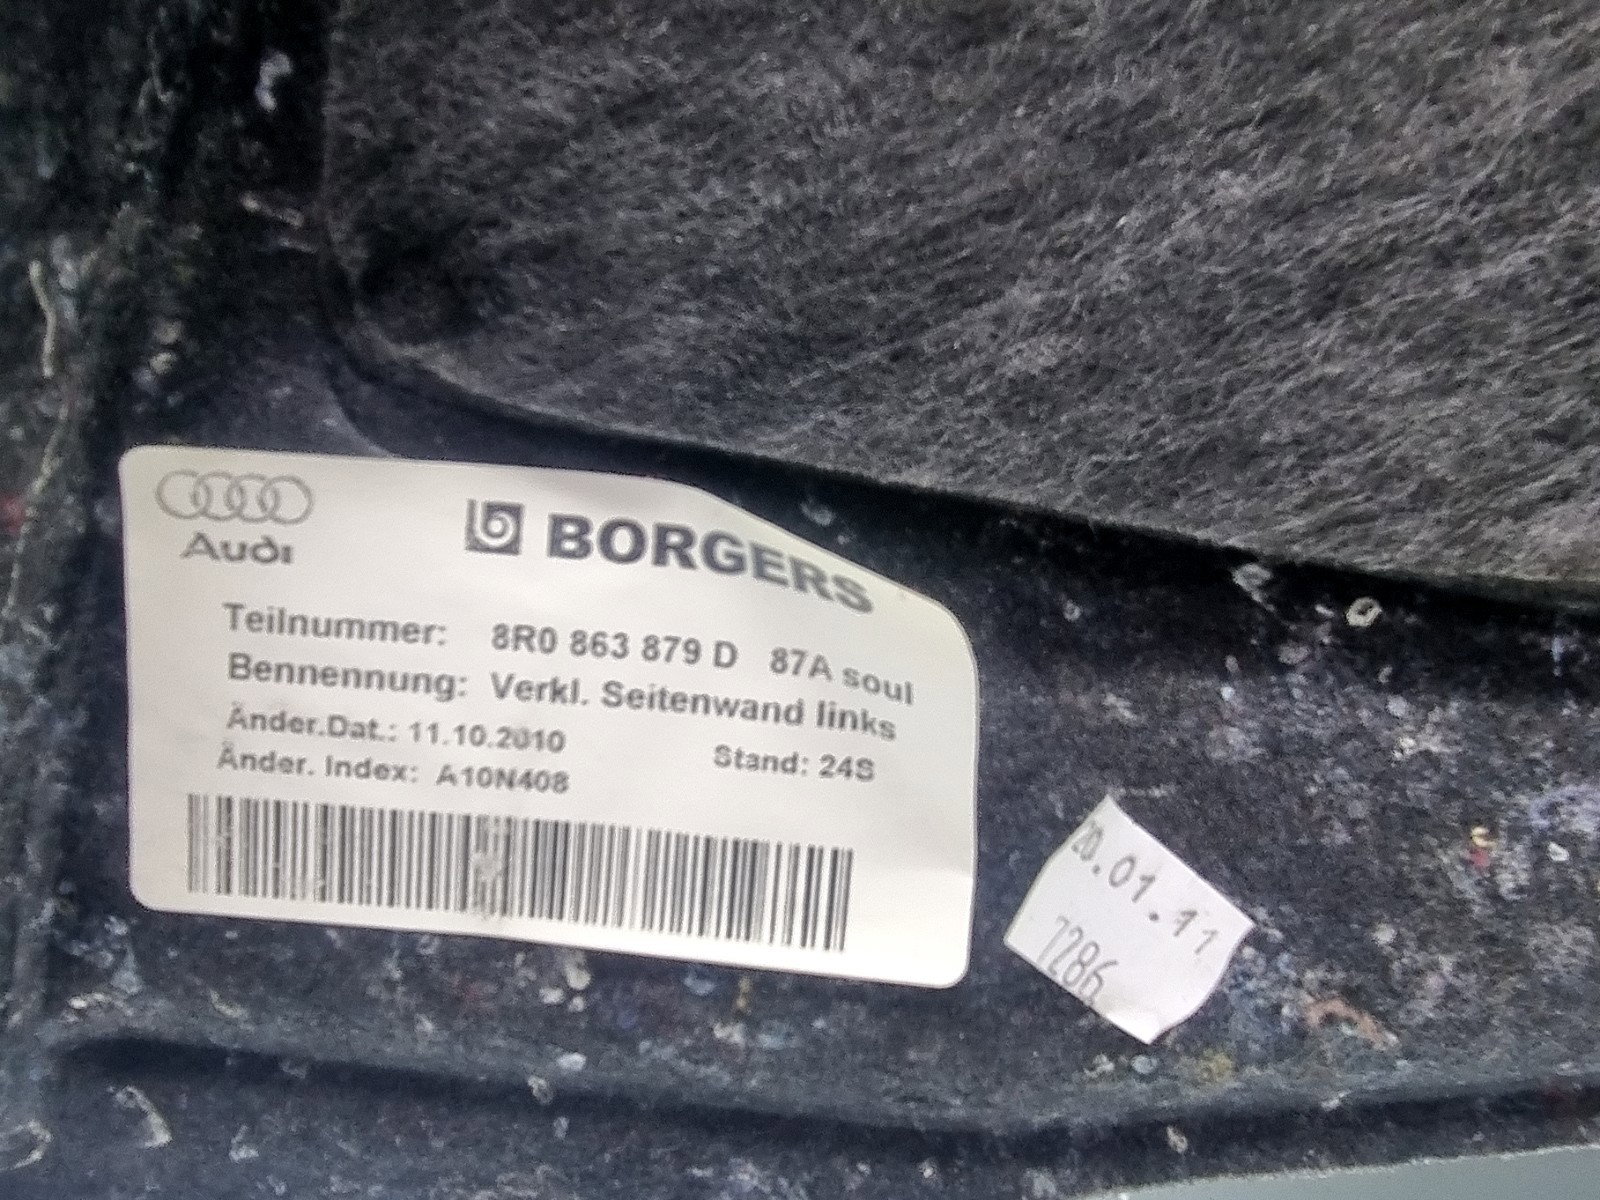 Audi
BORGERS
Teilnummer: 8R0 863 879 D 87A soul
Bennennung: Verkl. Seitenwand links
Änder.Dat.: 11.10.2010
Stand: 24S
Änder. Index: A10N408
20.01.11
7286